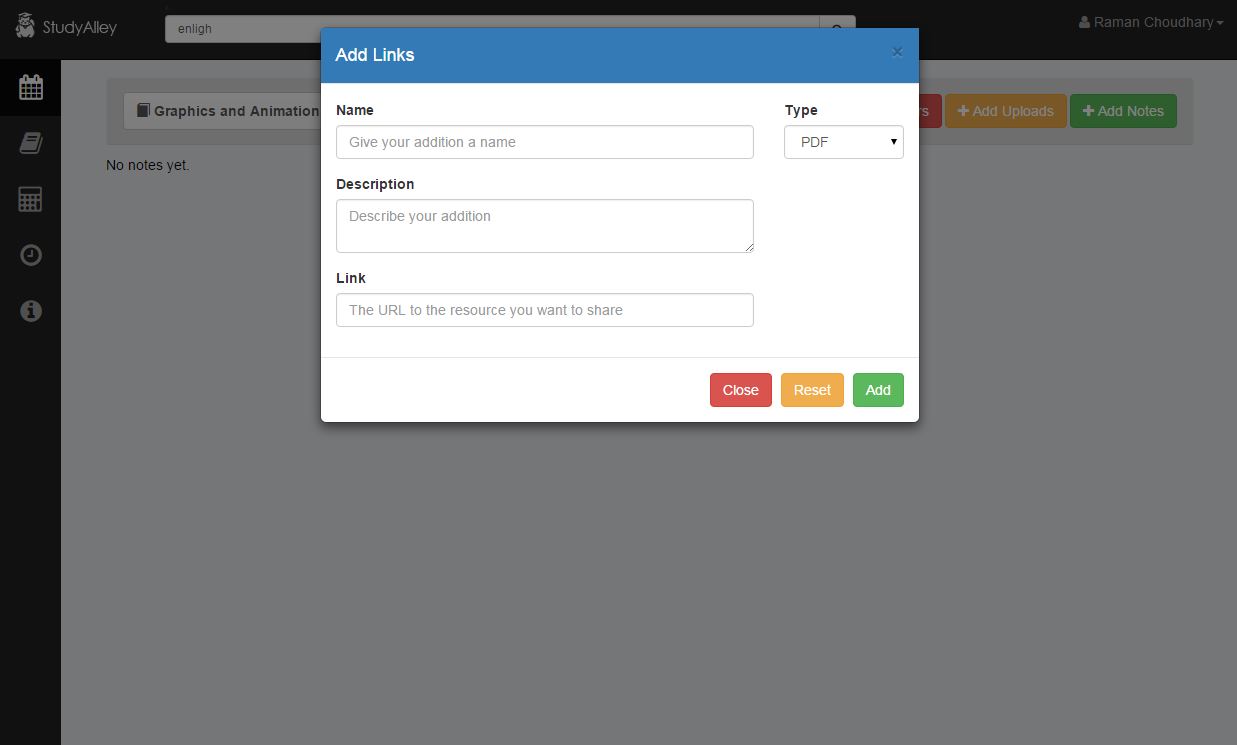 StudyAlley
enligh
Raman Choudhary
Add Links
×
Graphics and Animation
Add Uploads
Add Notes
No notes yet.
Name
Type
Give your addition a name
PDF
Description
Describe your addition
Link
The URL to the resource you want to share
Close
Reset
Add